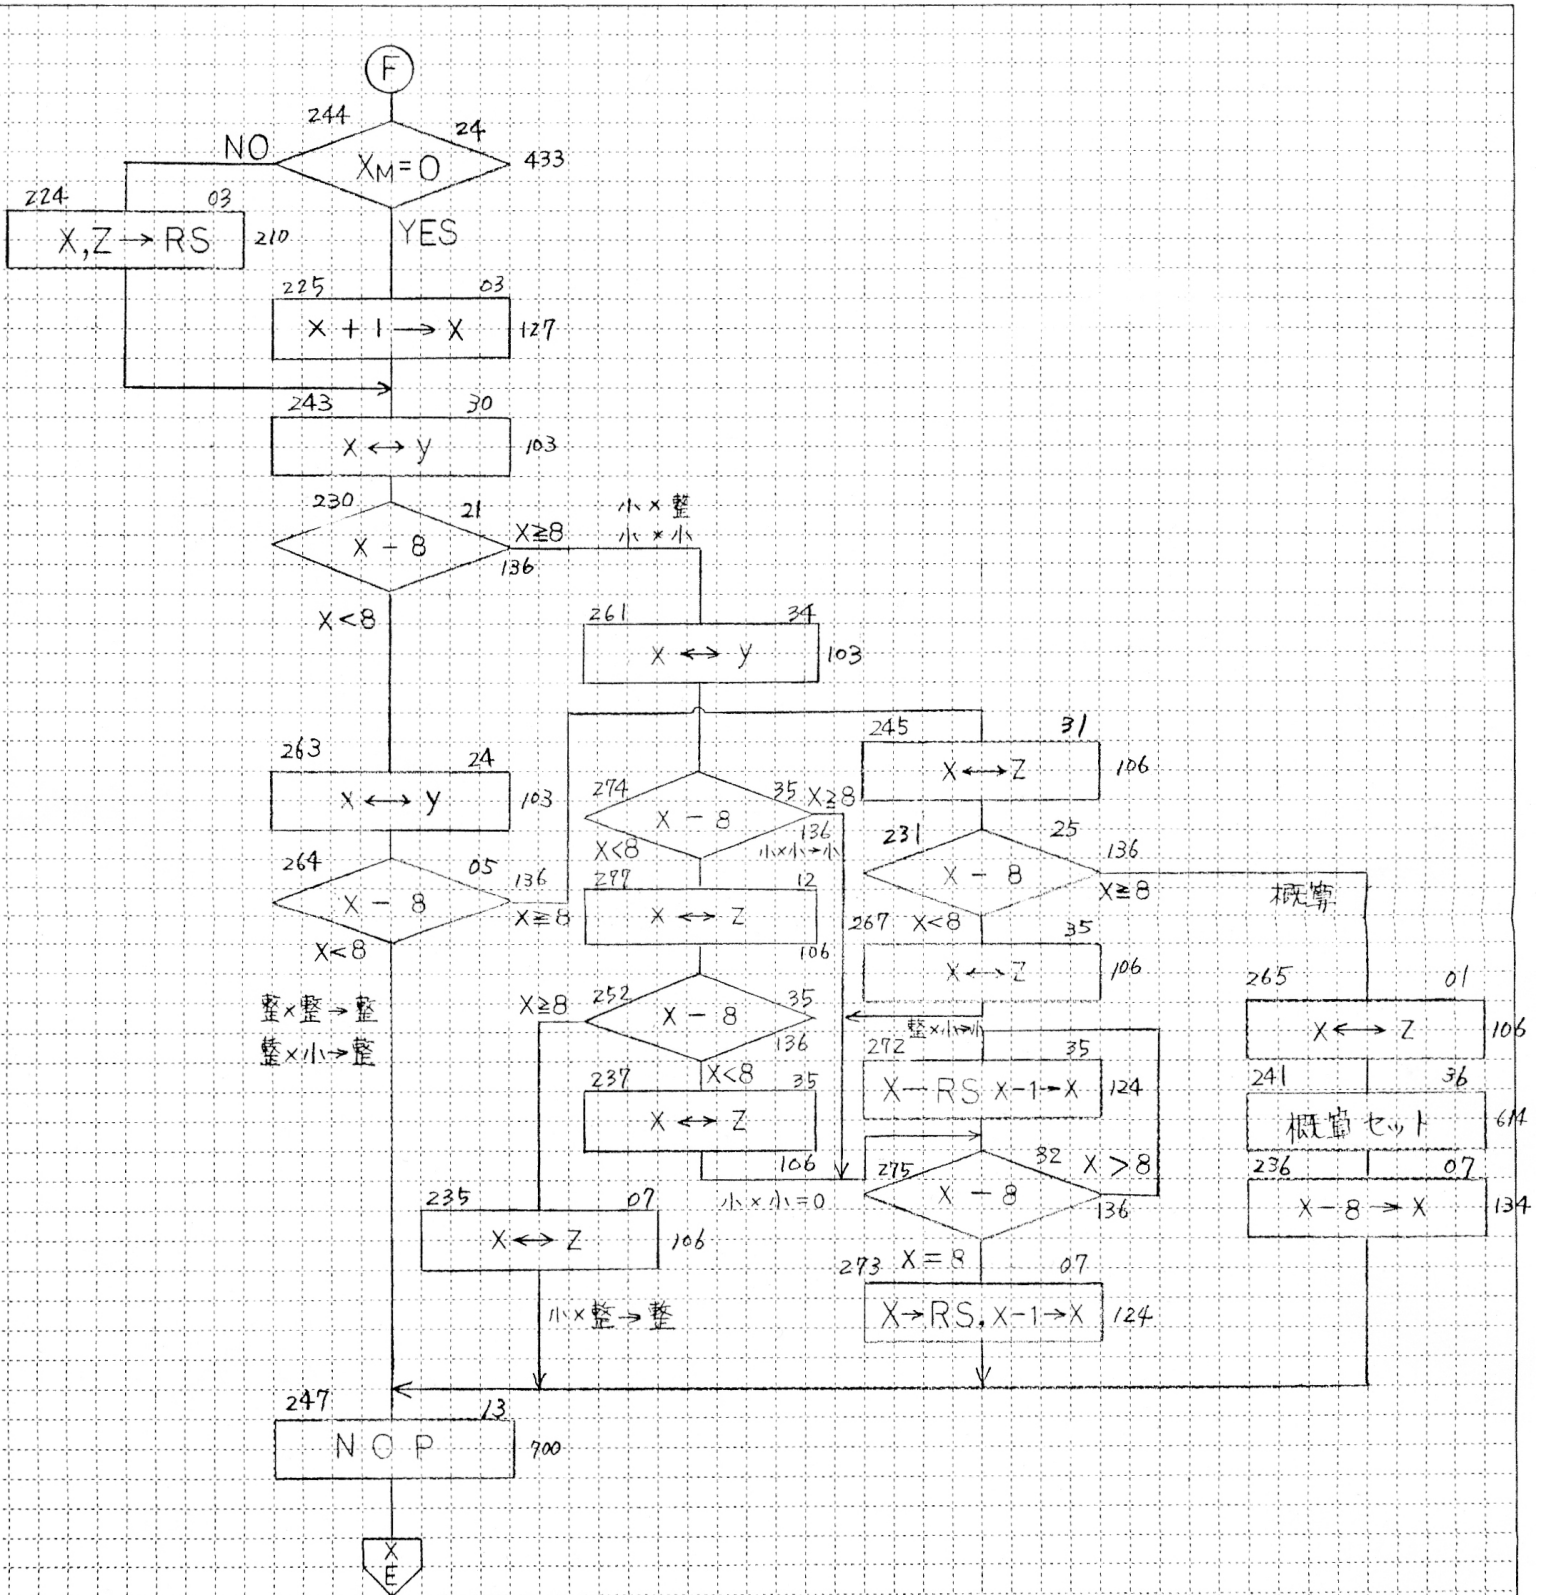 F
244 24
NO X_M=0 433
224 03
X,Z→RS 210
YES
225 03
X+1→X 127
243 30
X↔y 103
230 21
X-8 X≧8 136
小×整
小×小
X<8
261 34
X↔y 103
263 24
X↔y 103
274 35 X≧8
X-8
136
X<8 小×小→小
245 31
X↔Z 106
231 25
X-8 136
X≧8 概算
X<8
264 05
X-8 136
X≧8
X<8
277 12
X↔Z
106
267 35
X↔Z 106
整×整→整
整×小→整
X≧8 252 35
X-8
136
X<8
整×小→小
265 01
X↔Z 106
237 35
X↔Z
106
272 35
X→RS X-1→X 124
241 36
概算セット 614
236 07
X-8→X 134
小×小=0
275 32 X>8
X-8
136
X=8
235 07
X↔Z 106
273 07
X→RS.X-1→X 124
小×整→整
247 13
NOP 700
X
E